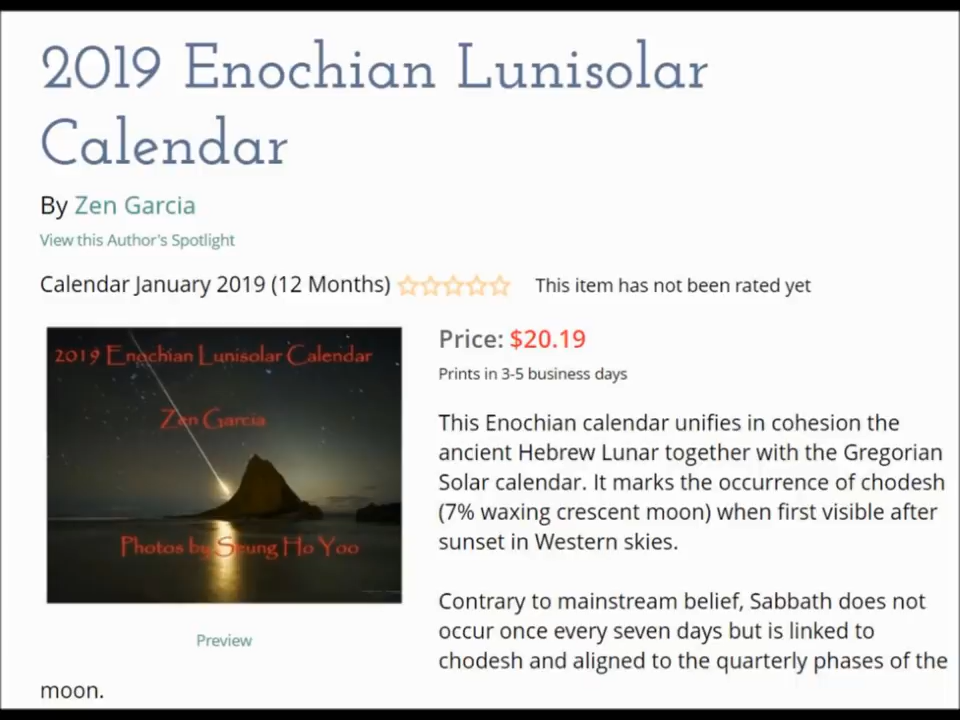 2019 Enochian Lunisolar
Calendar
By Zen Garcia
View this Author's Spotlight
Calendar January 2019 (12 Months)
This item has not been rated yet
2019 Enochian Lunisolar Calendar
Zen Garcia
Photos by Seung Ho Yoo
Preview
Price: $20.19
Prints in 3-5 business days
This Enochian calendar unifies in cohesion the
ancient Hebrew Lunar together with the Gregorian
Solar calendar. It marks the occurrence of chodesh
(7% waxing crescent moon) when first visible after
sunset in Western skies.
Contrary to mainstream belief, Sabbath does not
occur once every seven days but is linked to
chodesh and aligned to the quarterly phases of the
moon.